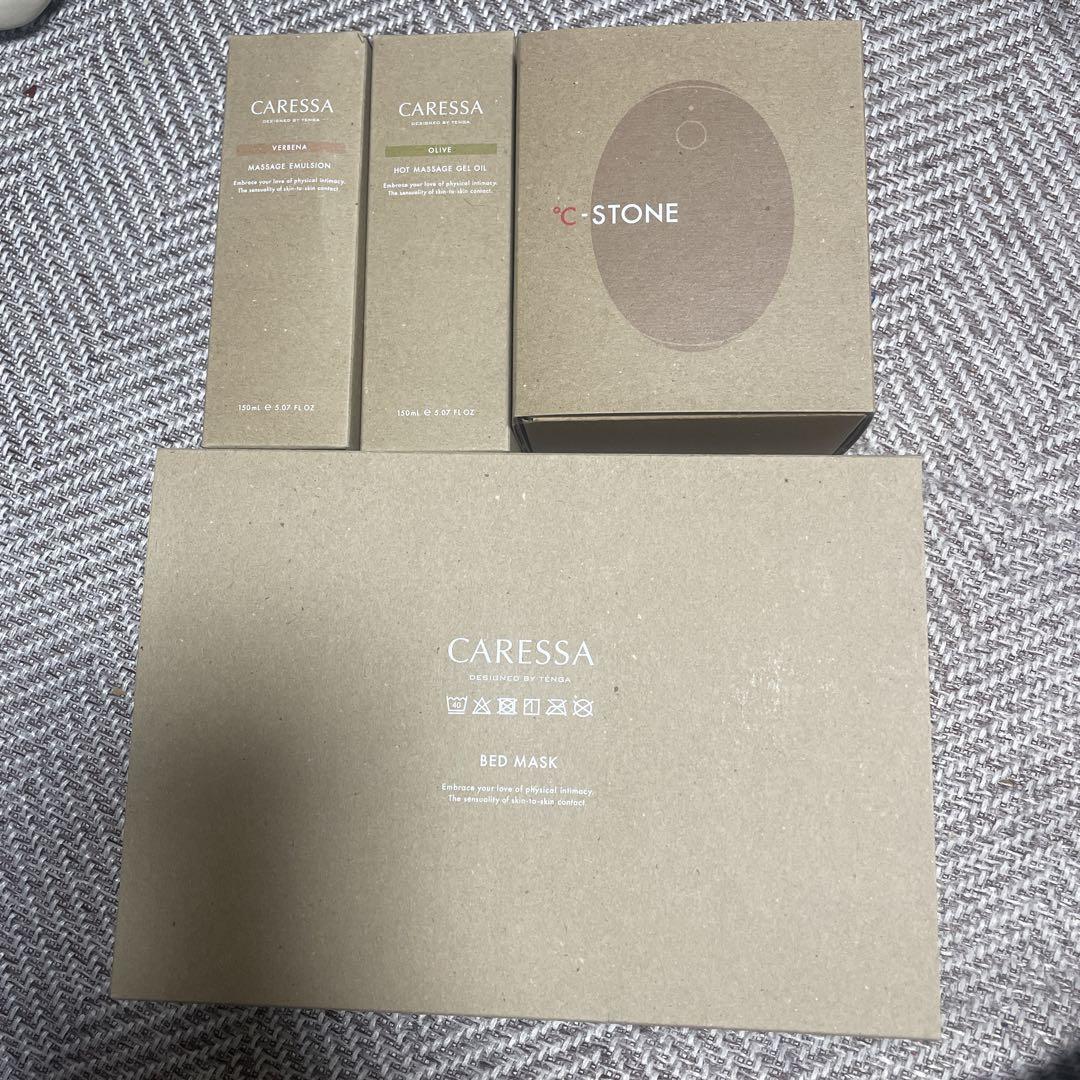 CARESSA
DESIGNED BY TENGA
VERBENA
MASSAGE EMULSION
Embrace your love of physical intimacy.
The sensuality of skin-to-skin contact.
150mL ℮ 5.07 FL OZ
CARESSA
DESIGNED BY TENGA
OLIVE
HOT MASSAGE GEL OIL
Embrace your love of physical intimacy.
The sensuality of skin-to-skin contact.
150mL ℮ 5.07 FL OZ
℃-STONE
CARESSA
DESIGNED BY TENGA
40
BED MASK
Embrace your love of physical intimacy.
The sensuality of skin-to-skin contact.